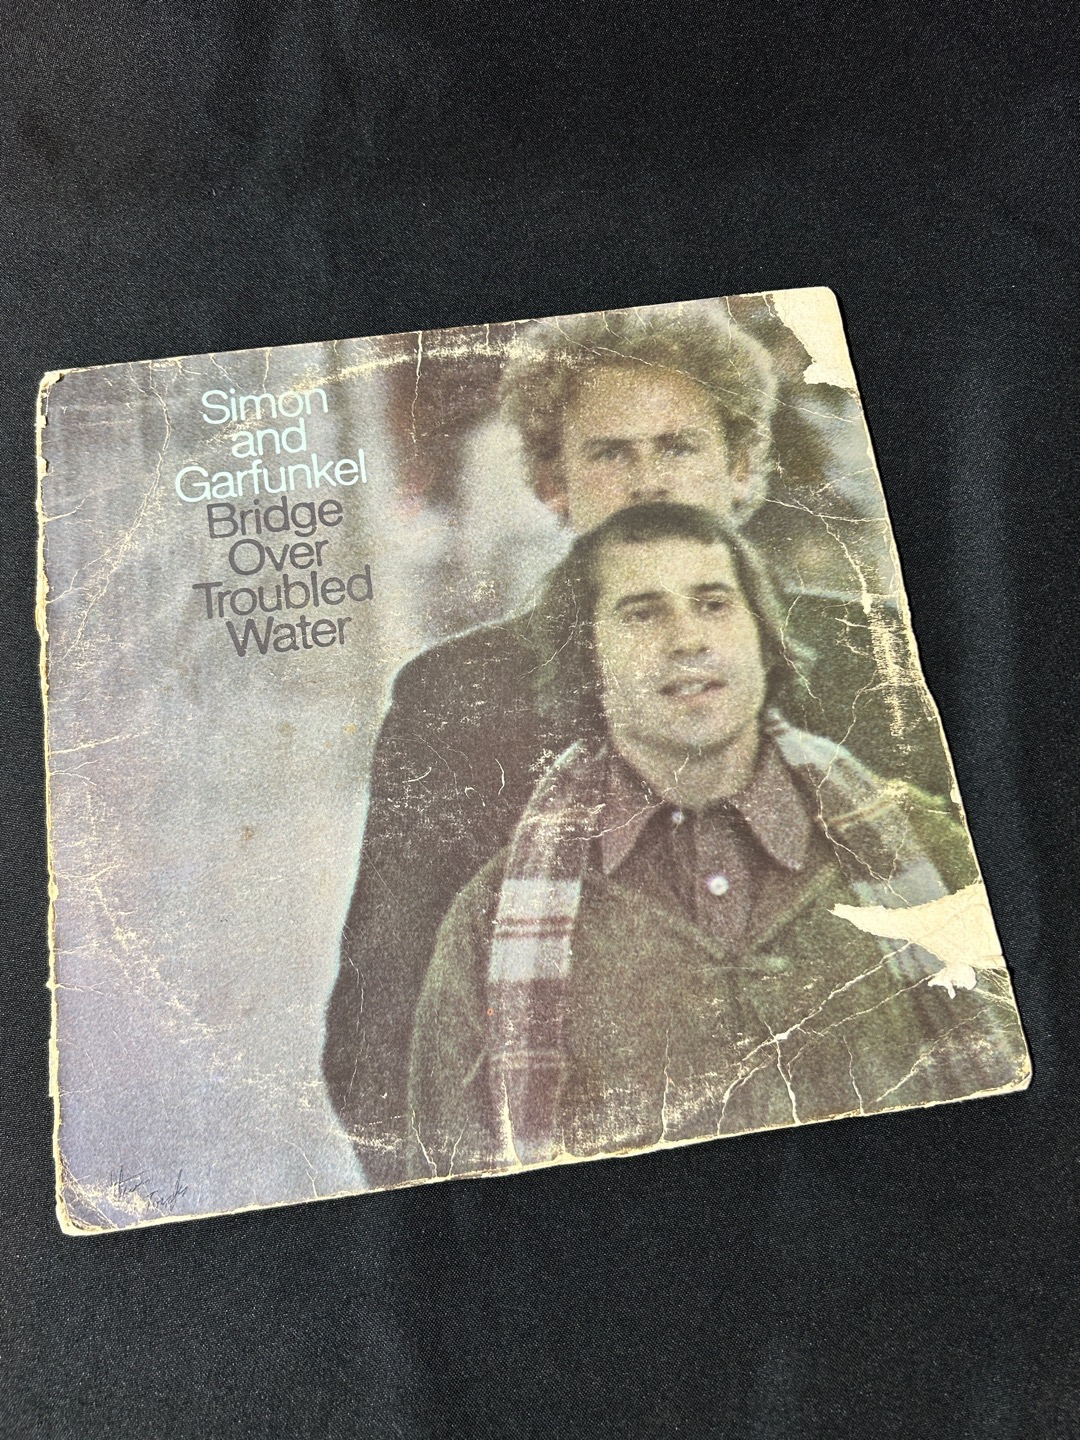 Simon
and
Garfunkel
Bridge
Over
Troubled
Water